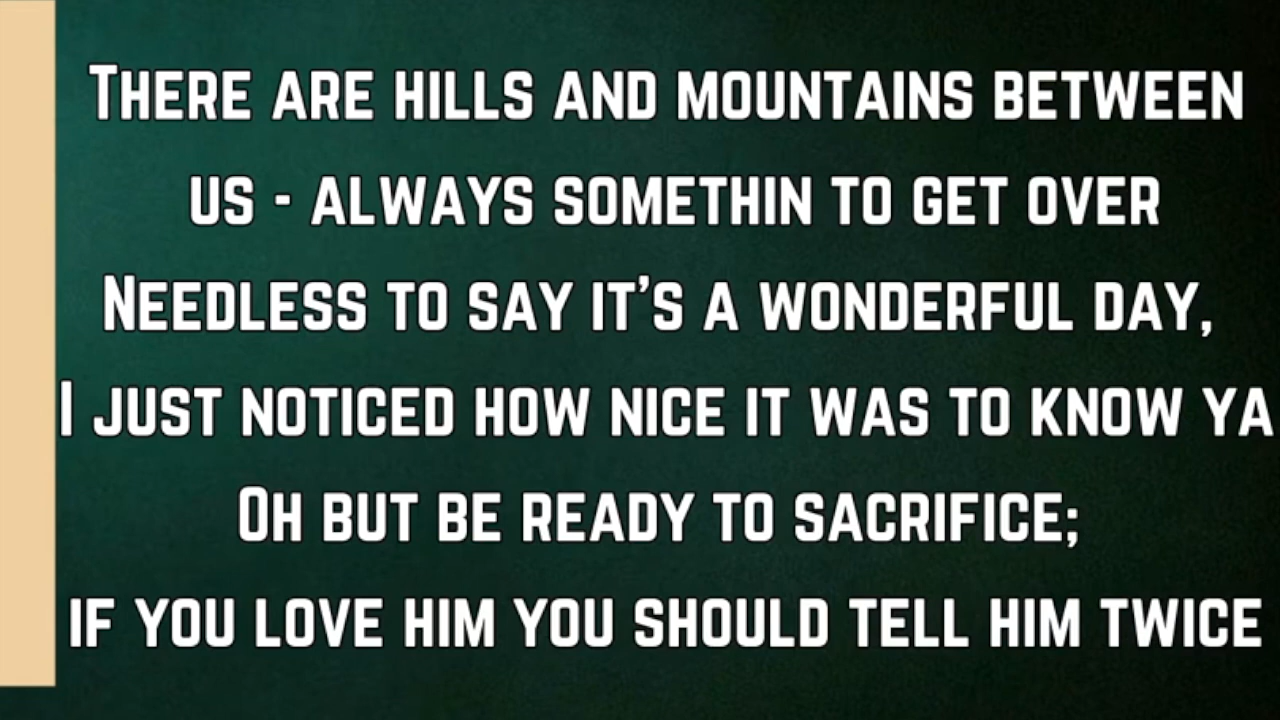 There are hills and mountains between
us - always somethin to get over
Needless to say it's a wonderful day,
I just noticed how nice it was to know ya
Oh but be ready to sacrifice;
if you love him you should tell him twice